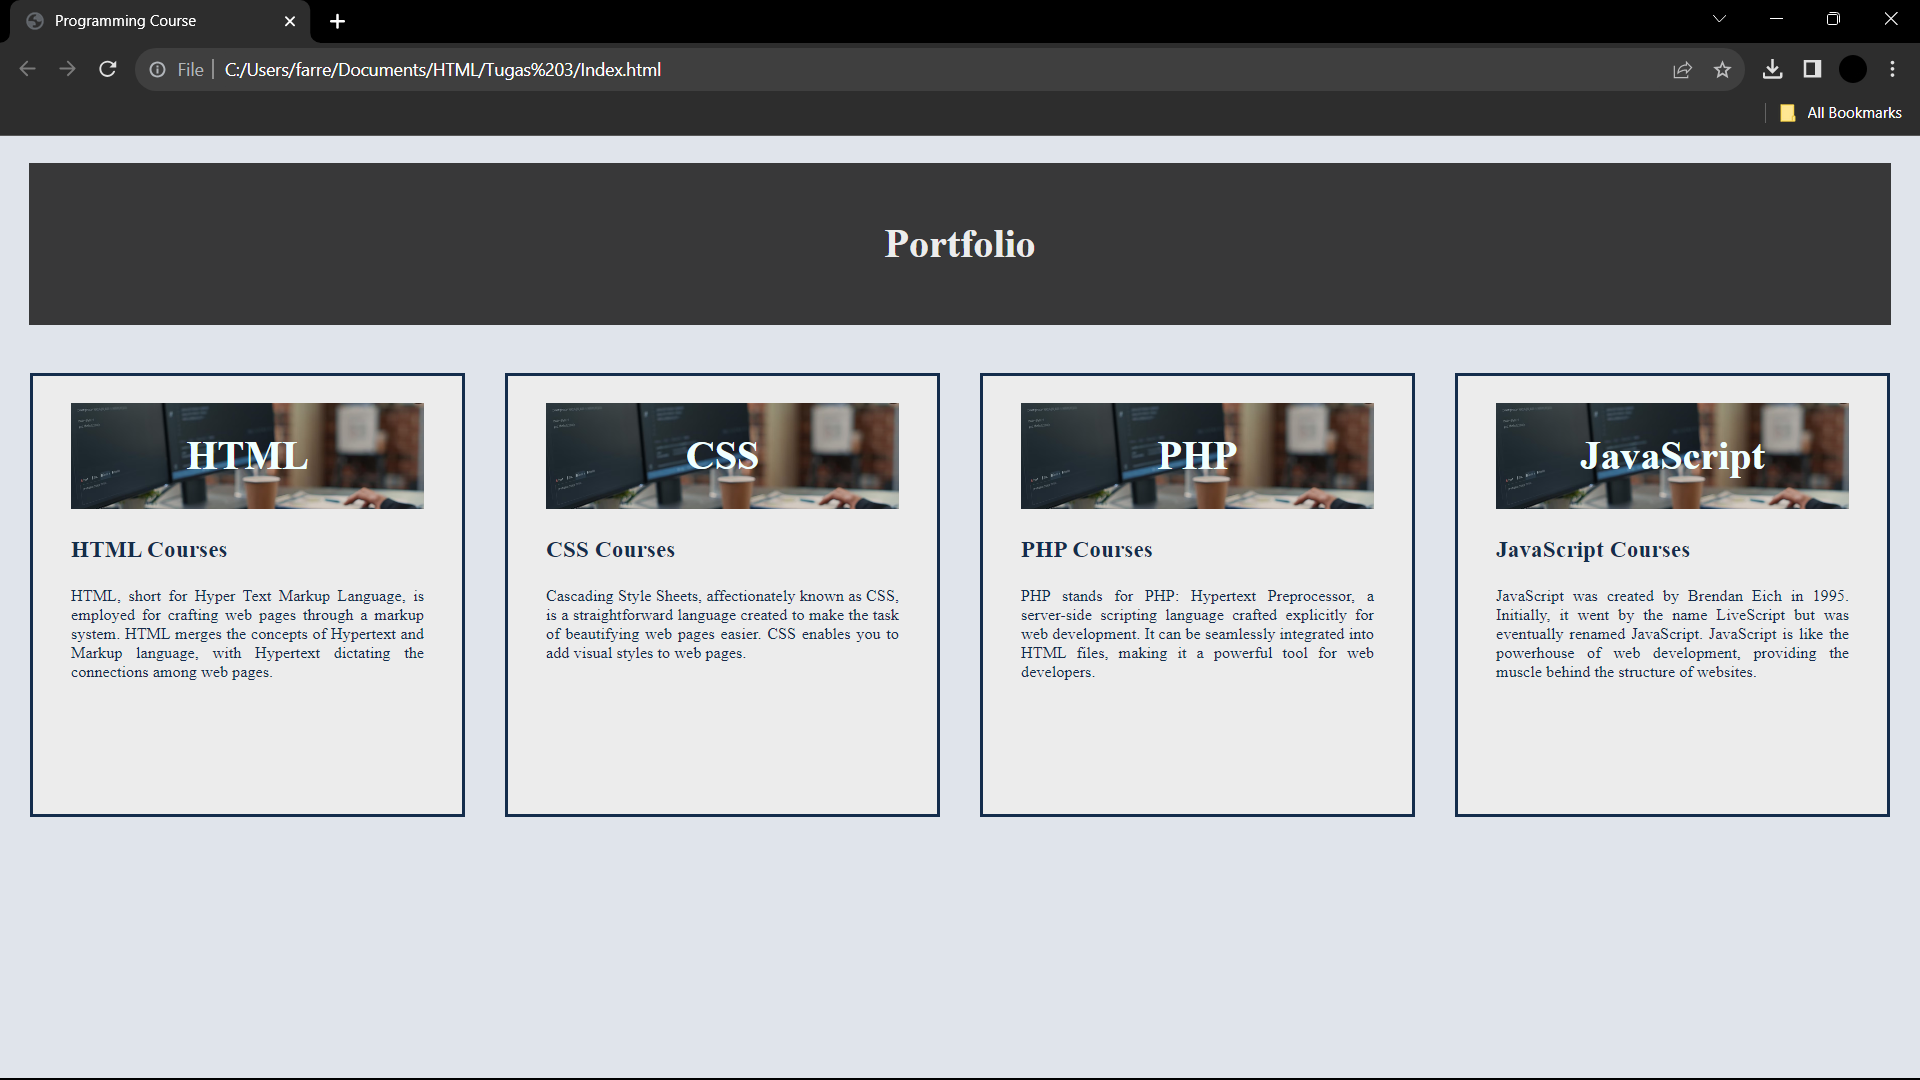 Programming Course
File
C:/Users/farre/Documents/HTML/Tugas%203/Index.html
All Bookmarks
Portfolio
HTML
HTML Courses
HTML, short for Hyper Text Markup Language, is
employed for crafting web pages through a markup
system. HTML merges the concepts of Hypertext and
Markup language, with Hypertext dictating the
connections among web pages.
CSS
CSS Courses
Cascading Style Sheets, affectionately known as CSS,
is a straightforward language created to make the task
of beautifying web pages easier. CSS enables you to
add visual styles to web pages.
PHP
PHP Courses
PHP stands for PHP: Hypertext Preprocessor, a
server-side scripting language crafted explicitly for
web development. It can be seamlessly integrated into
HTML files, making it a powerful tool for web
developers.
JavaScript
JavaScript Courses
JavaScript was created by Brendan Eich in 1995.
Initially, it went by the name LiveScript but was
eventually renamed JavaScript. JavaScript is like the
powerhouse of web development, providing the
muscle behind the structure of websites.